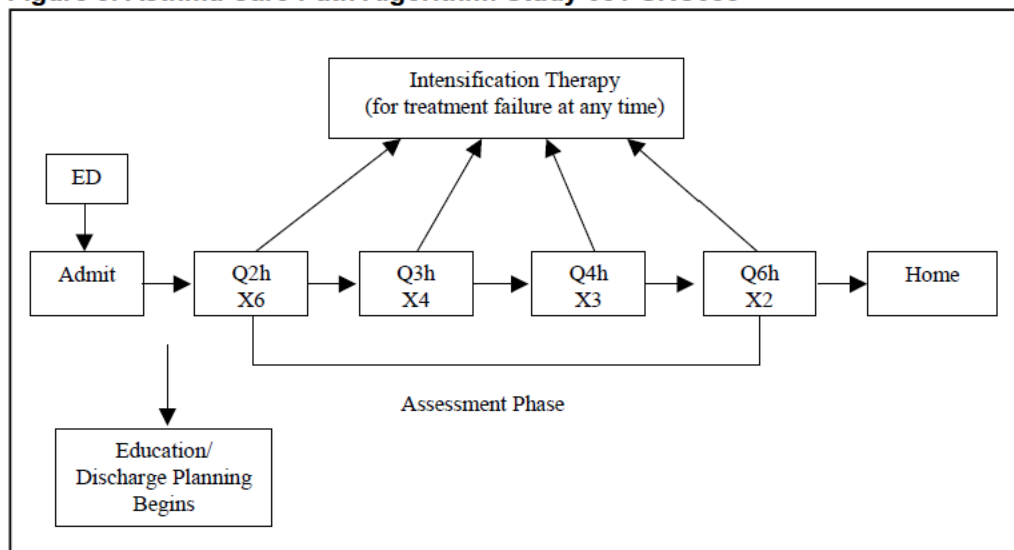 Intensification Therapy
(for treatment failure at any time)
ED
Admit
Q2h
X6
Q3h
X4
Q4h
X3
Q6h
X2
Home
Assessment Phase
Education/
Discharge Planning
Begins